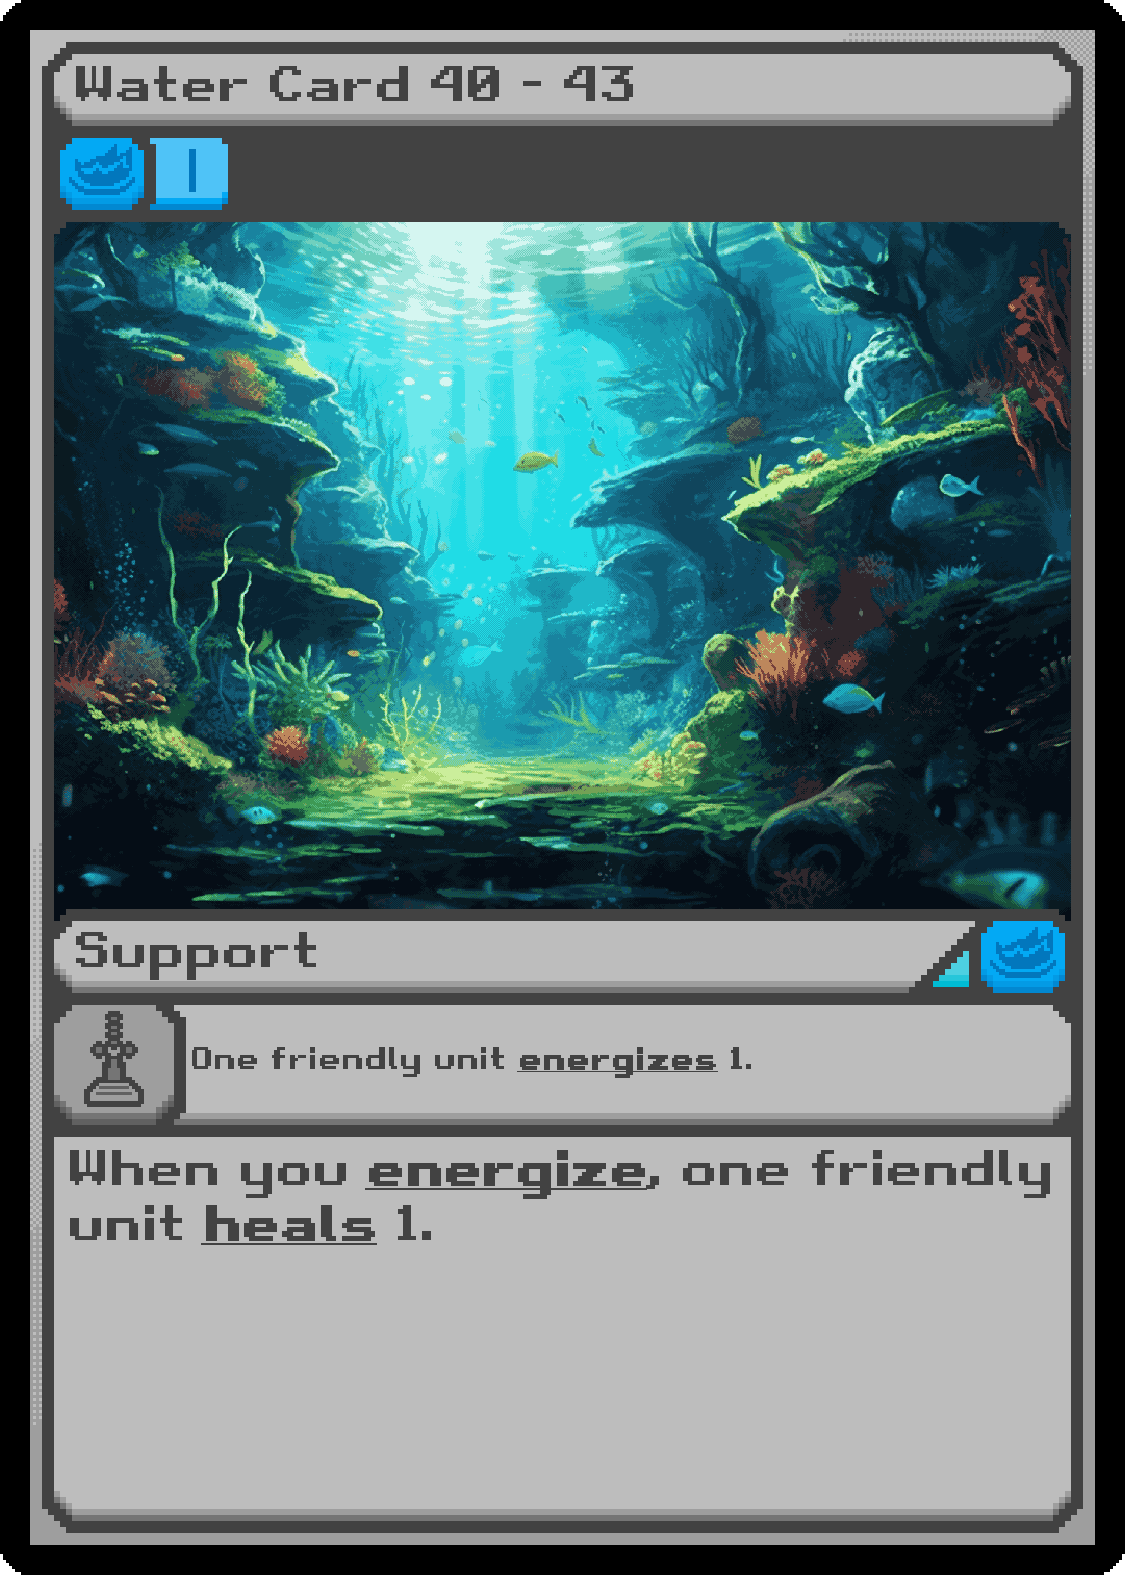 Water Card 40 - 43
1
Support
One friendly unit energizes 1.
When you energize, one friendly
unit heals 1.